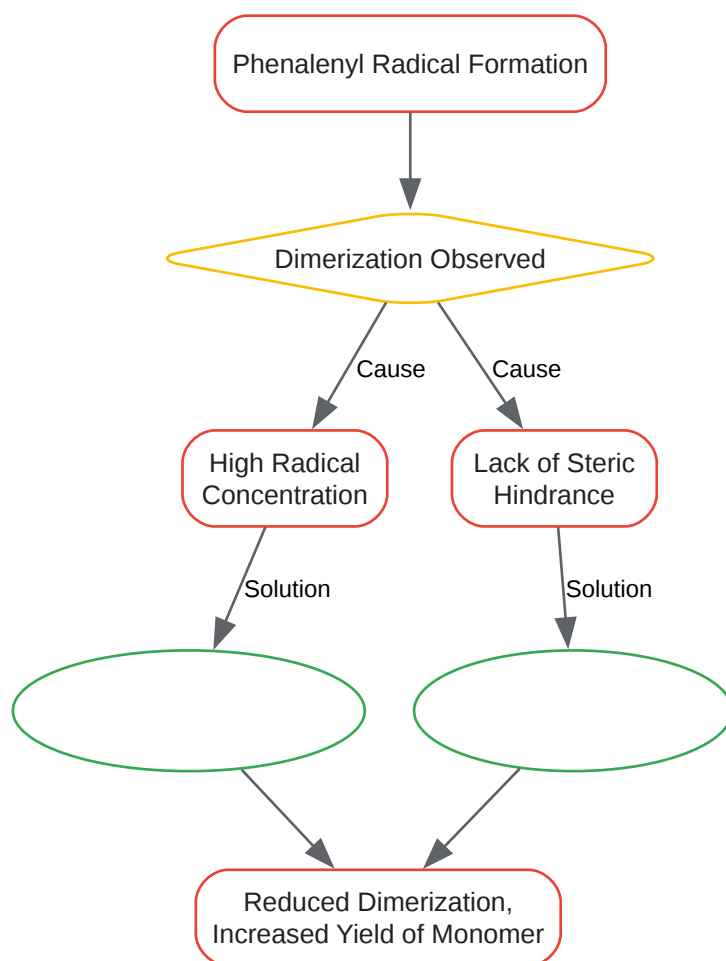 Phenalenyl Radical Formation
Dimerization Observed
Cause
Cause
High Radical
Concentration
Lack of Steric
Hindrance
Solution
Solution
Reduced Dimerization,
Increased Yield of Monomer